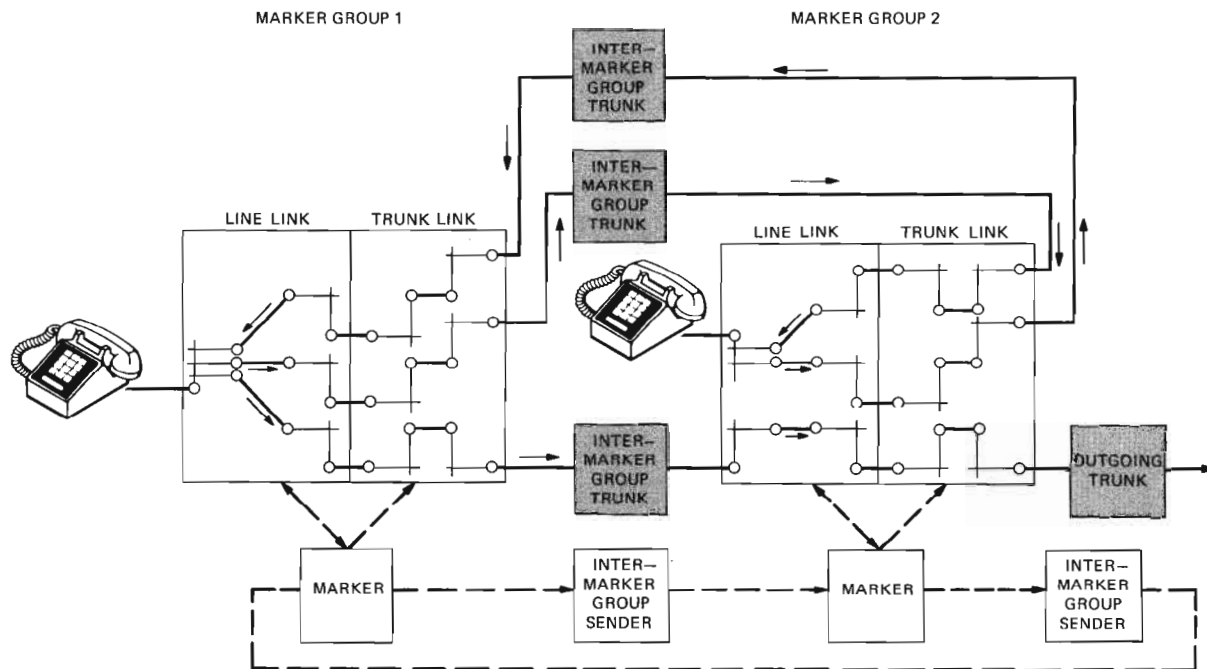 MARKER GROUP 1
MARKER GROUP 2
INTER—
MARKER
GROUP
TRUNK
INTER—
MARKER
GROUP
TRUNK
LINE LINK
TRUNK LINK
LINE LINK
TRUNK LINK
INTER—
MARKER
GROUP
TRUNK
OUTGOING
TRUNK
MARKER
INTER—
MARKER
GROUP
SENDER
MARKER
INTER—
MARKER
GROUP
SENDER